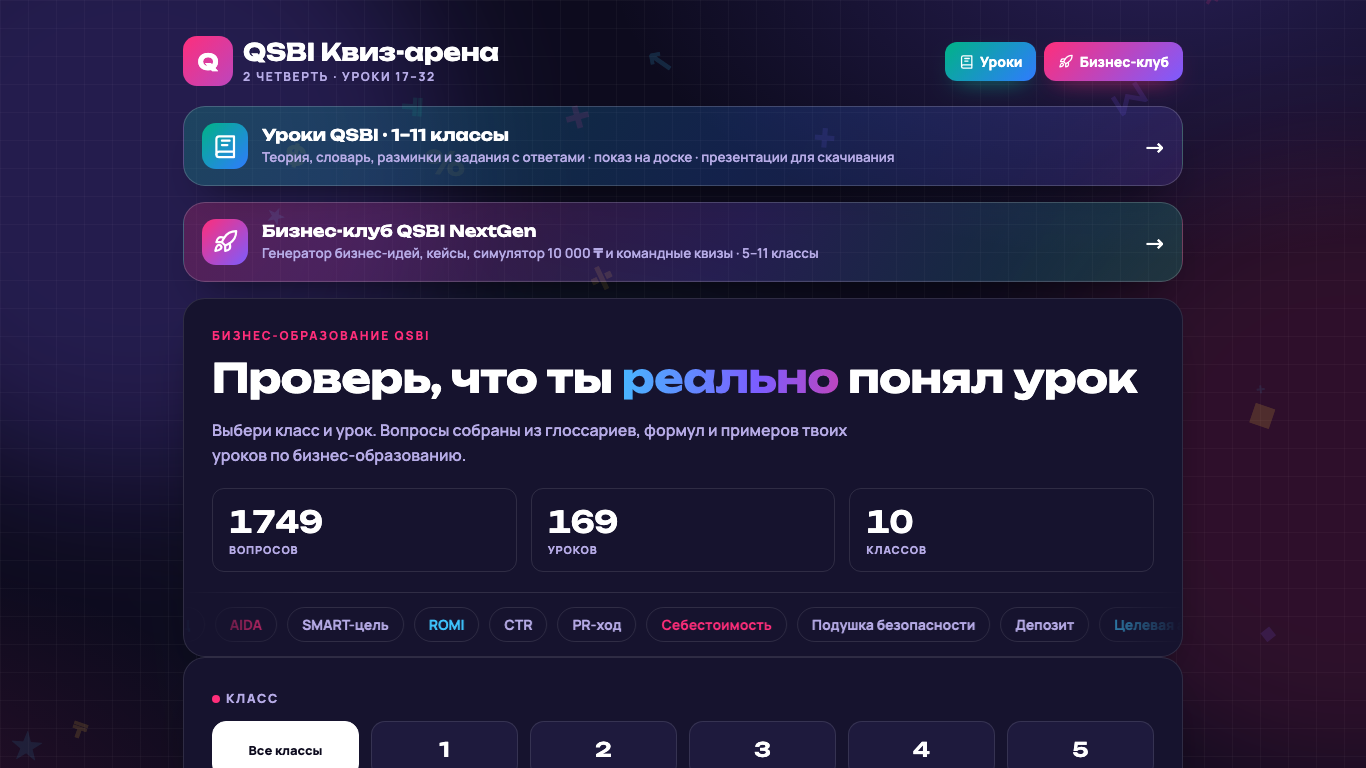 Q
QSBI Квиз-арена
2 ЧЕТВЕРТЬ · УРОКИ 17–32
Уроки
Бизнес-клуб
Уроки QSBI · 1–11 классы
Теория, словарь, разминки и задания с ответами · показ на доске · презентации для скачивания
→
Бизнес-клуб QSBI NextGen
Генератор бизнес-идей, кейсы, симулятор 10 000 ₸ и командные квизы · 5–11 классы
→
БИЗНЕС-ОБРАЗОВАНИЕ QSBI
Проверь, что ты реально понял урок
Выбери класс и урок. Вопросы собраны из глоссариев, формул и примеров твоих
уроков по бизнес-образованию.
1749
ВОПРОСОВ
169
УРОКОВ
10
КЛАССОВ
AIDA
SMART-цель
ROMI
CTR
PR-ход
Себестоимость
Подушка безопасности
Депозит
Целевая
КЛАСС
Все классы
1
2
3
4
5